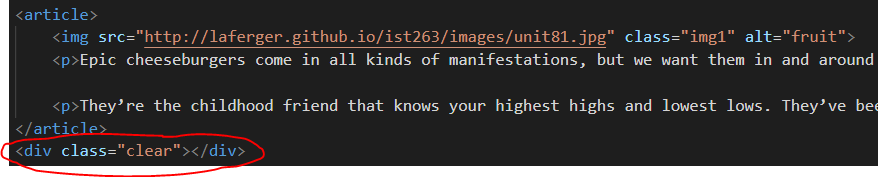 <article>
<img src="http://laferger.github.io/ist263/images/unit81.jpg" class="img1" alt="fruit">
<p>Epic cheeseburgers come in all kinds of manifestations, but we want them in and around
<p>They’re the childhood friend that knows your highest highs and lowest lows. They’ve bee
</article>
<div class="clear"></div>